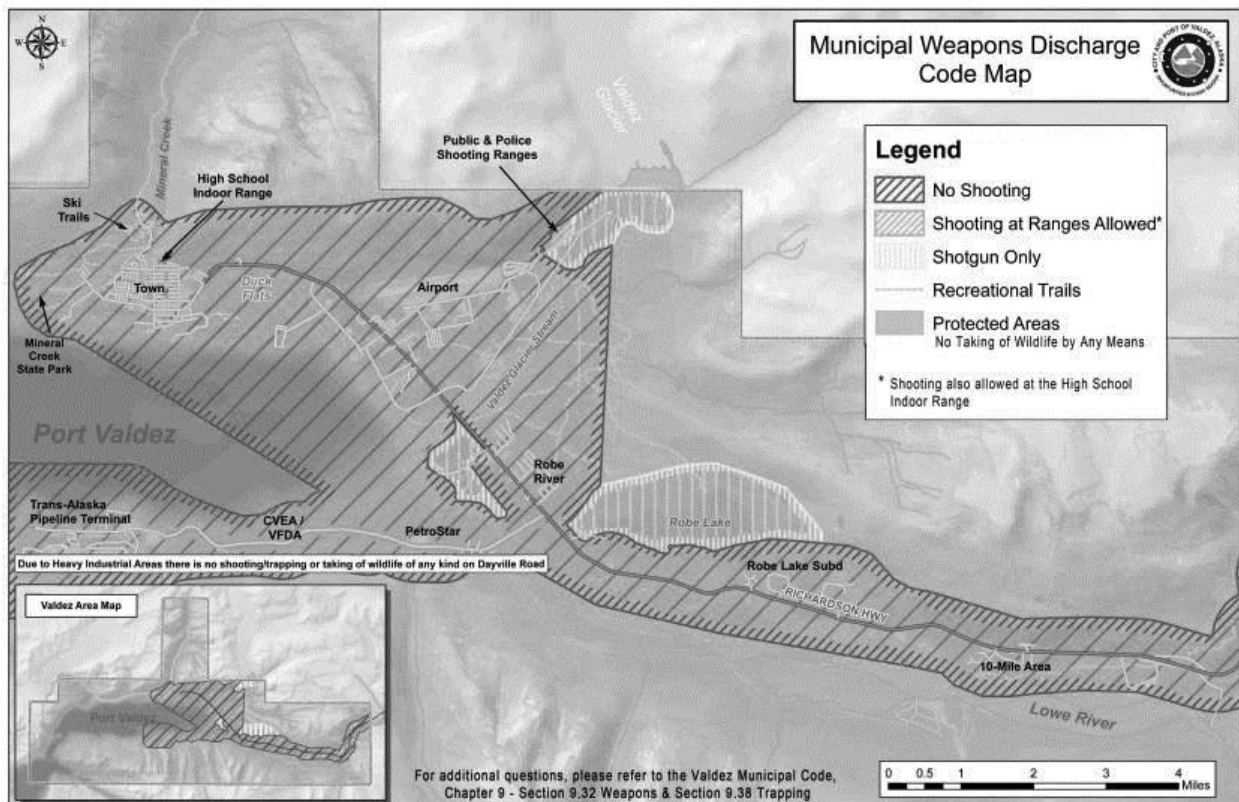 N
W E
S
Municipal Weapons Discharge
Code Map
CITY AND PORT OF VALDEZ, ALASKA
Valdez
Glacier
Mineral Creek
Public & Police
Shooting Ranges
High School
Indoor Range
Ski
Trails
Legend
No Shooting
Shooting at Ranges Allowed*
Shotgun Only
Recreational Trails
Protected Areas
No Taking of Wildlife by Any Means
* Shooting also allowed at the High School
Indoor Range
Town
Duck
Flats
Airport
Mineral
Creek
State Park
Valdez Glacier Stream
Port Valdez
Robe
River
Trans-Alaska
Pipeline Terminal
CVEA /
VFDA
PetroStar
Robe Lake
Due to Heavy Industrial Areas there is no shooting/trapping or taking of wildlife of any kind on Dayville Road
Robe Lake Subd
RICHARDSON HWY
10-Mile Area
Lowe River
Valdez Area Map
Port Valdez
For additional questions, please refer to the Valdez Municipal Code,
Chapter 9 - Section 9.32 Weapons & Section 9.38 Trapping
0 0.5 1 2 3 4
Miles